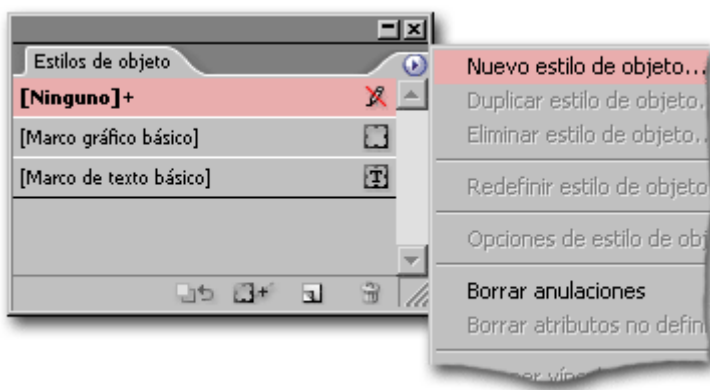 Estilos de objeto
[Ninguno]+
[Marco gráfico básico]
[Marco de texto básico]
Nuevo estilo de objeto...
Duplicar estilo de objeto.
Eliminar estilo de objeto..
Redefinir estilo de objeto
Opciones de estilo de obj
Borrar anulaciones
Borrar atributos no defin